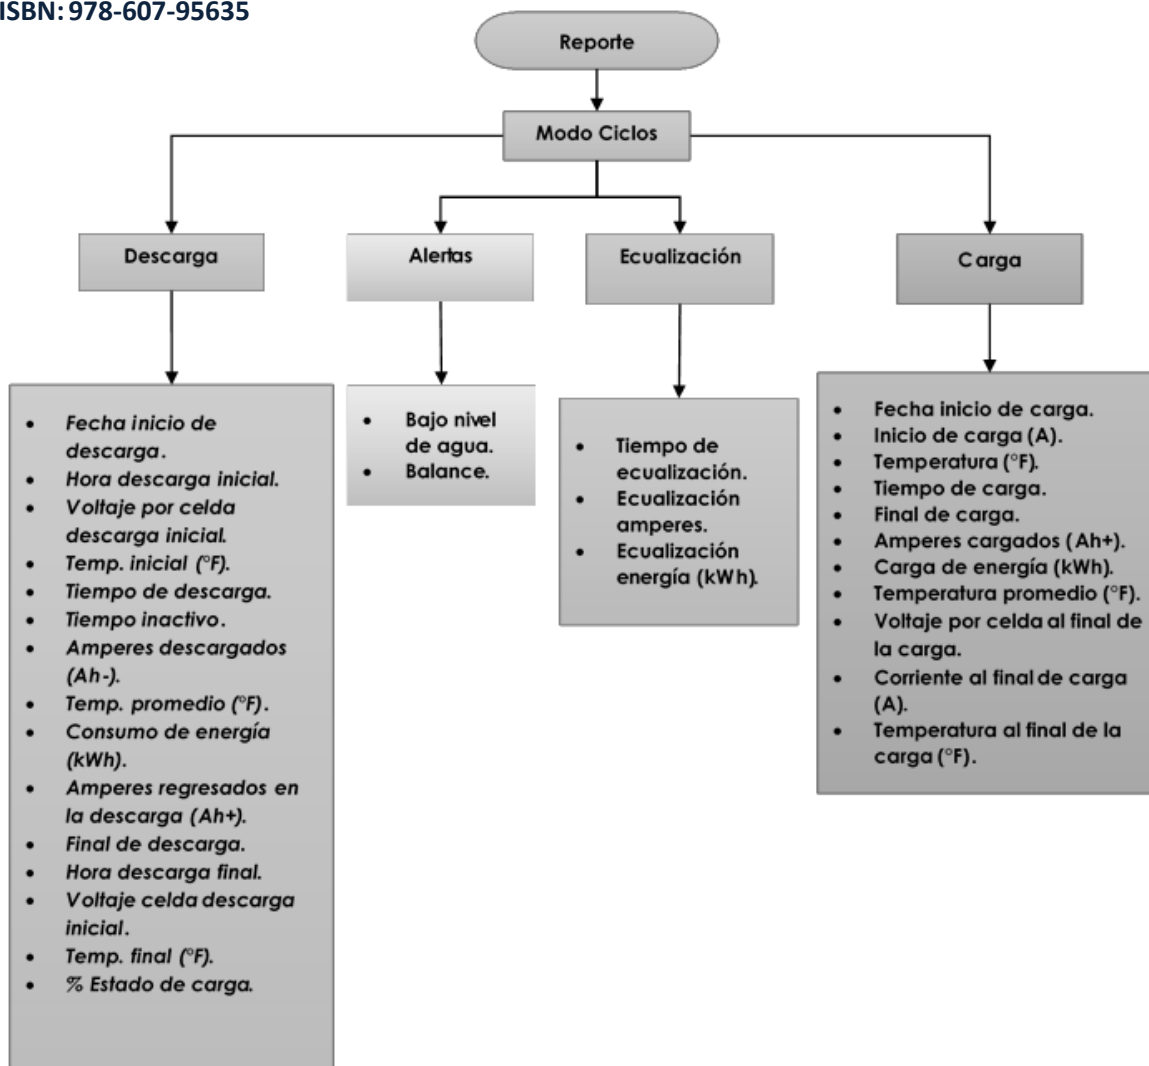 ISBN: 978-607-95635
Reporte
Modo Ciclos
Descarga
Alertas
Ecualización
Carga
• Fecha inicio de
descarga.
• Hora descarga inicial.
• Voltaje por celda
descarga inicial.
• Temp. inicial (°F).
• Tiempo de descarga.
• Tiempo inactivo.
• Amperes descargados
(Ah-).
• Temp. promedio (°F).
• Consumo de energía
(kWh).
• Amperes regresados en
la descarga (Ah+).
• Final de descarga.
• Hora descarga final.
• Voltaje celda descarga
inicial.
• Temp. final (°F).
• % Estado de carga.
• Bajo nivel
de agua.
• Balance.
• Tiempo de
ecualización.
• Ecualización
amperes.
• Ecualización
energía (kWh).
• Fecha inicio de carga.
• Inicio de carga (A).
• Temperatura (°F).
• Tiempo de carga.
• Final de carga.
• Amperes cargados (Ah+).
• Carga de energía (kWh).
• Temperatura promedio (°F).
• Voltaje por celda al final de
la carga.
• Corriente al final de carga
(A).
• Temperatura al final de la
carga (°F).